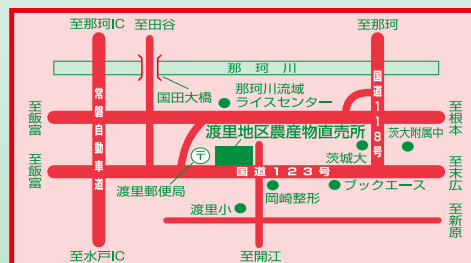 至那珂IC
至田谷
至那珂
那珂川
国田大橋
那珂川流域
ライスセンター
国道118号
常磐自動車道
至飯富
至根本
渡里地区農産物直売所
茨大附属中
茨城大
至飯富
〒
国道123号
至末広
渡里郵便局
岡崎整形
ブックエース
渡里小
至新原
至水戸IC
至開江